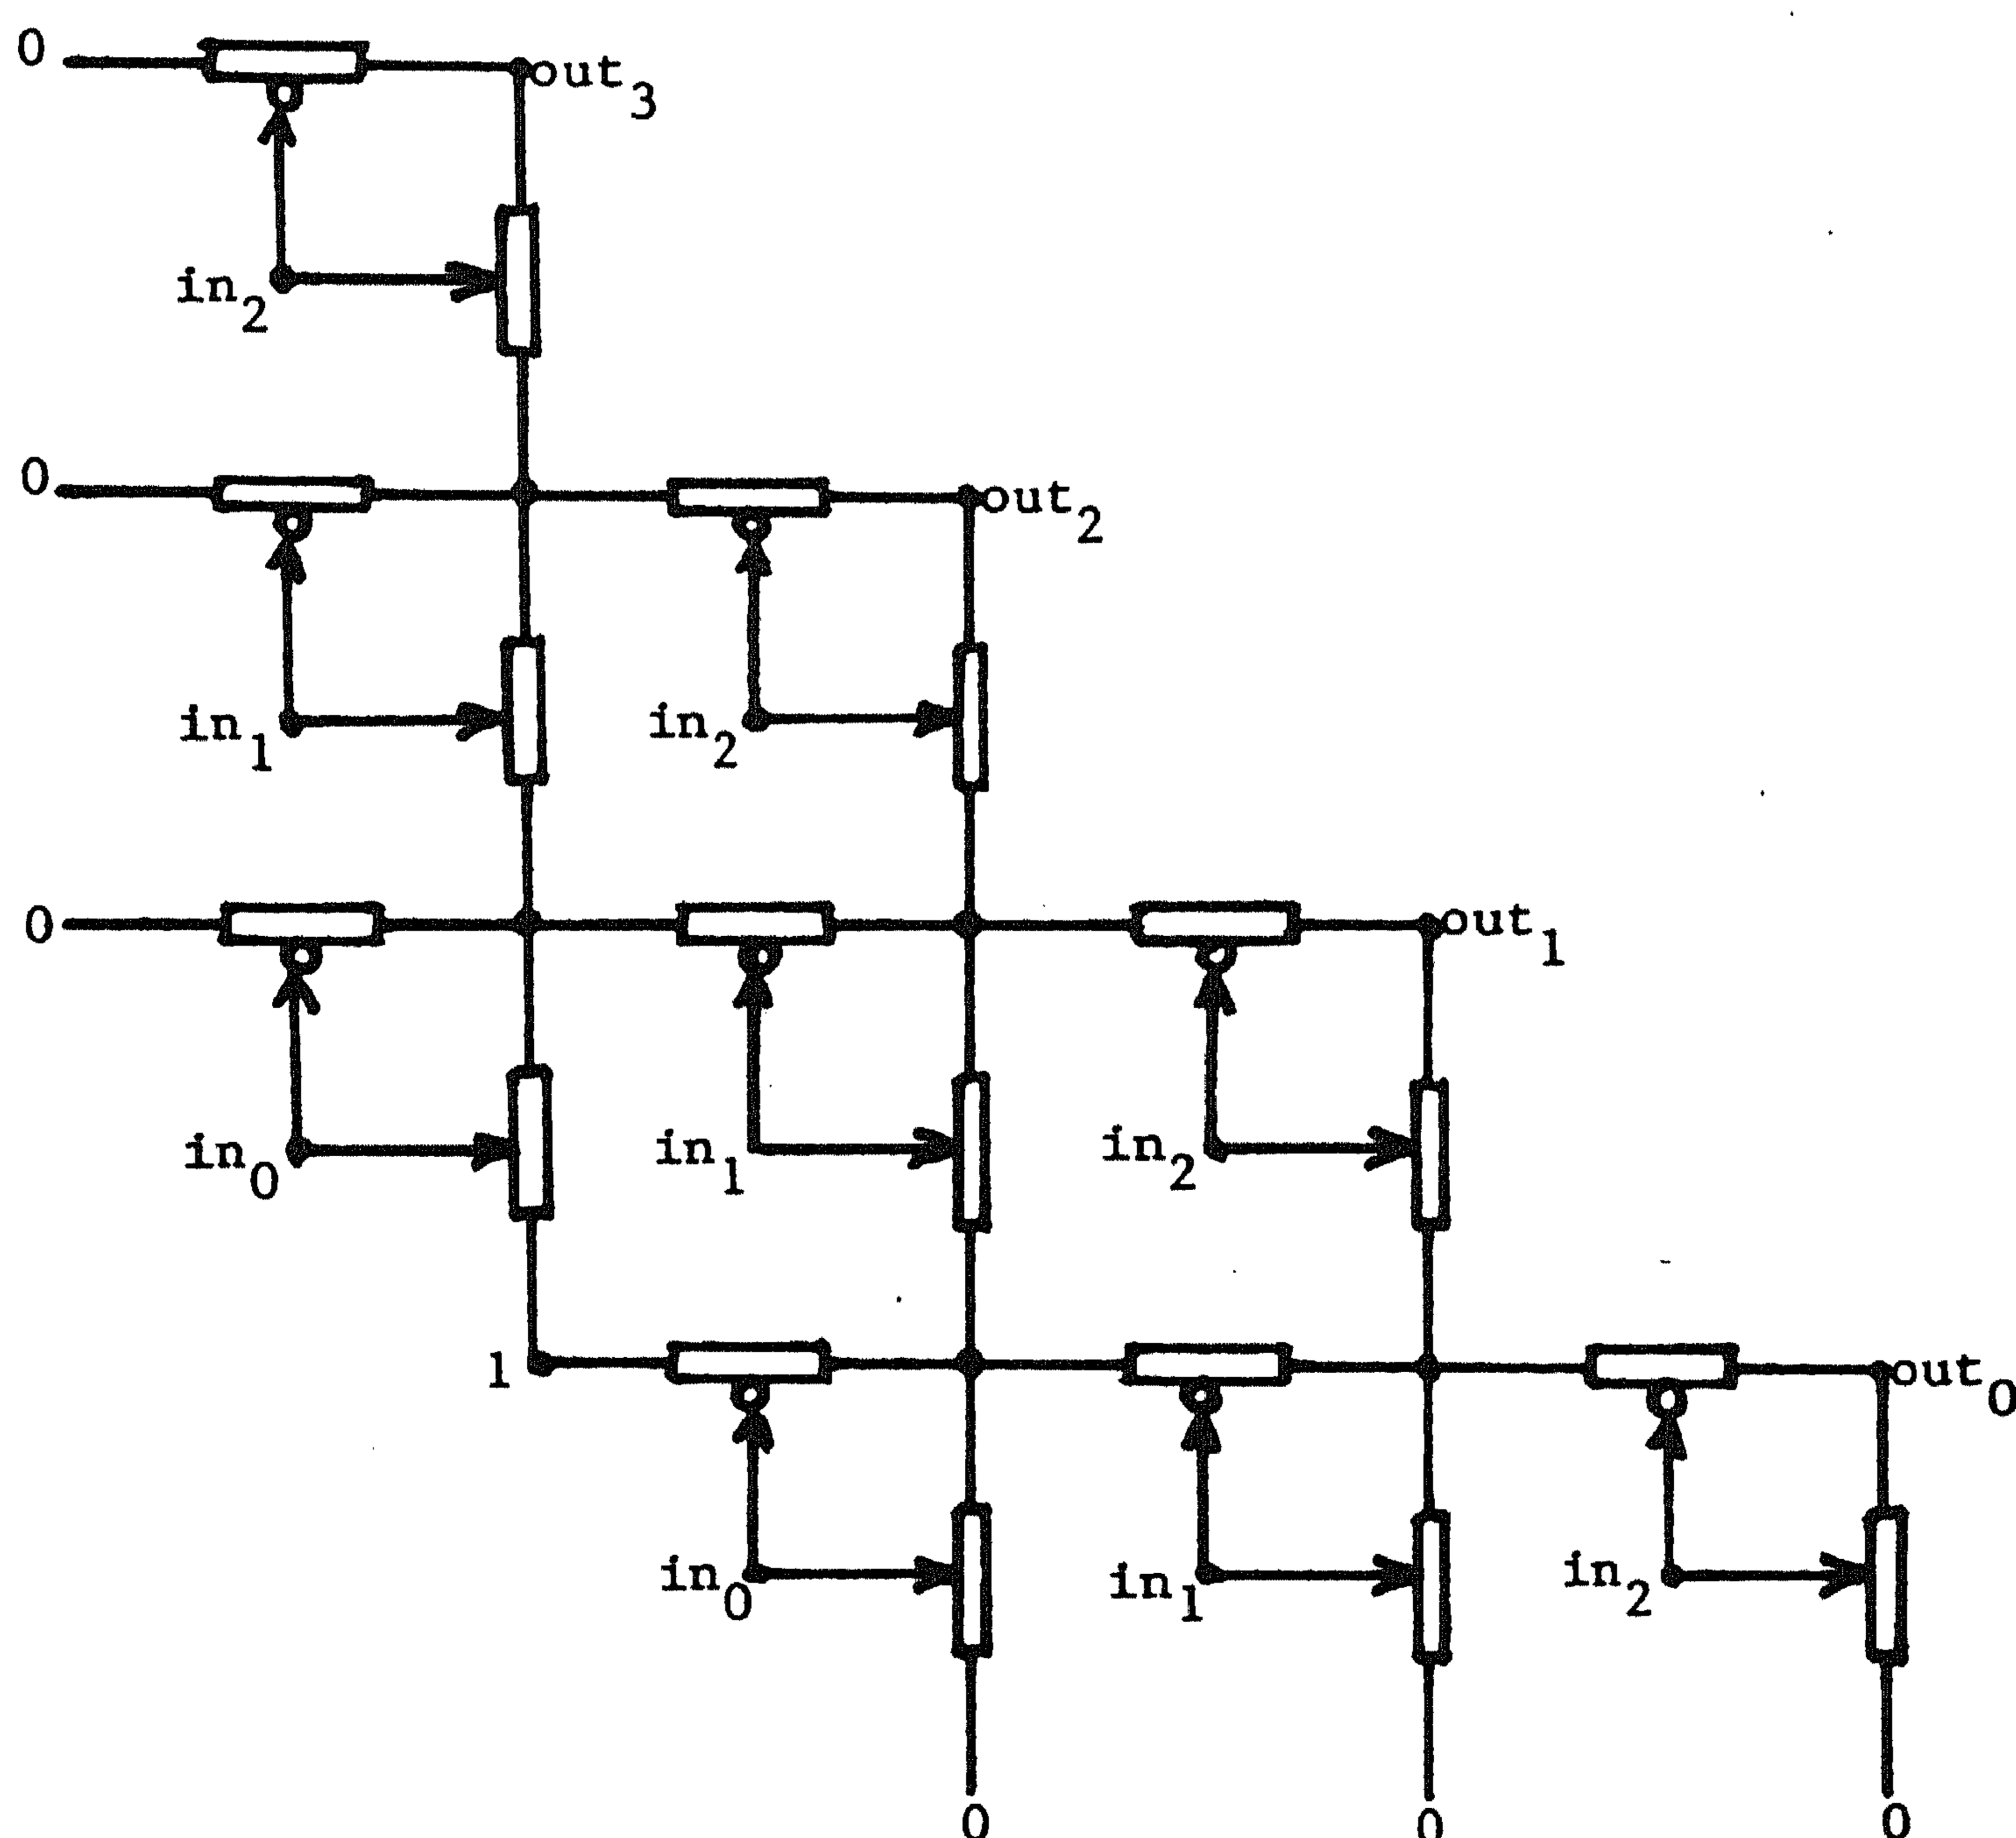 0 out₃
in₂
0 out₂
in₁ in₂
0 out₁
in₀ in₁ in₂
1 out₀
in₀ in₁ in₂
0 0 0